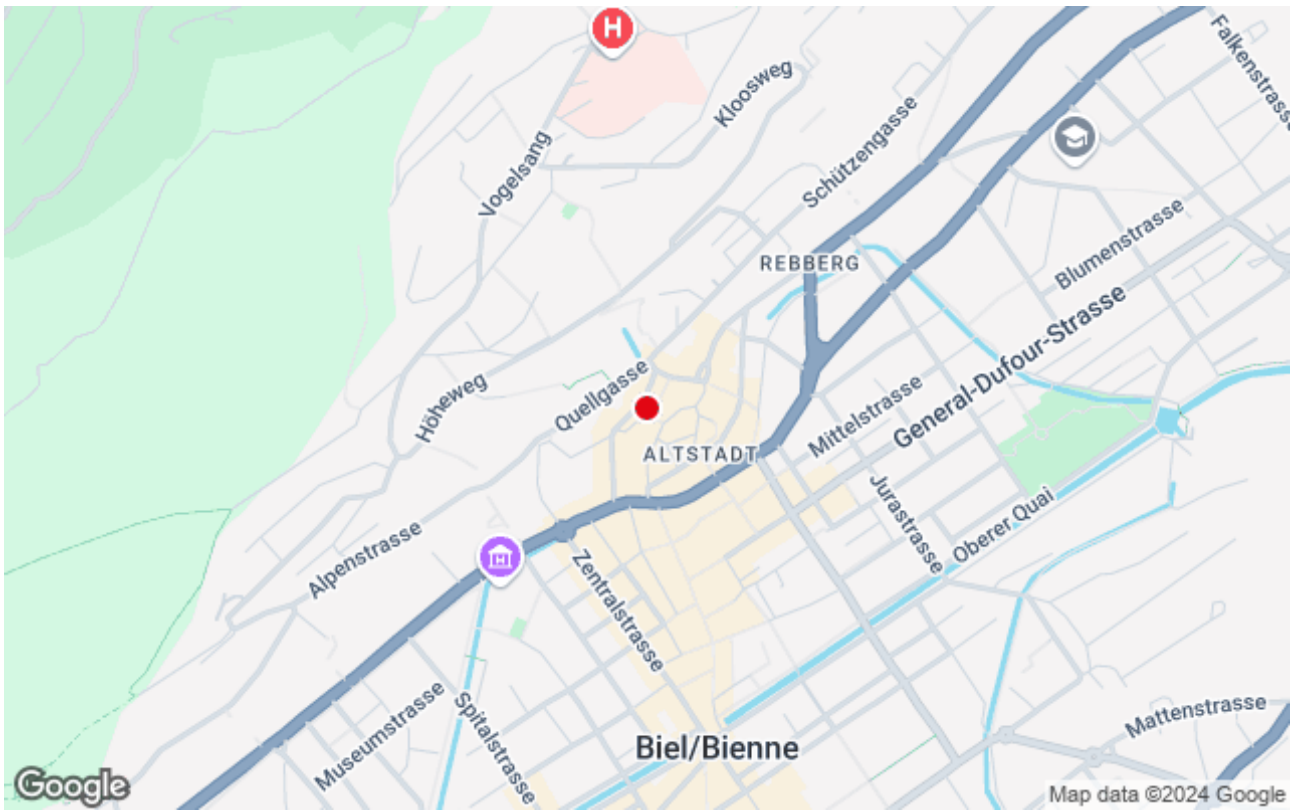 H
Falkenstrasse
Kloosweg
Vogelsang
Schützengasse
Blumenstrasse
REBBERG
General-Dufour-Strasse
Höheweg
Quellgasse
Mittelstrasse
ALTSTADT
Jurastrasse
Oberer Quai
Alpenstrasse
Zentralstrasse
Museumstrasse
Spitalstrasse
Mattenstrasse
Biel/Bienne
Google
Map data ©2024 Google